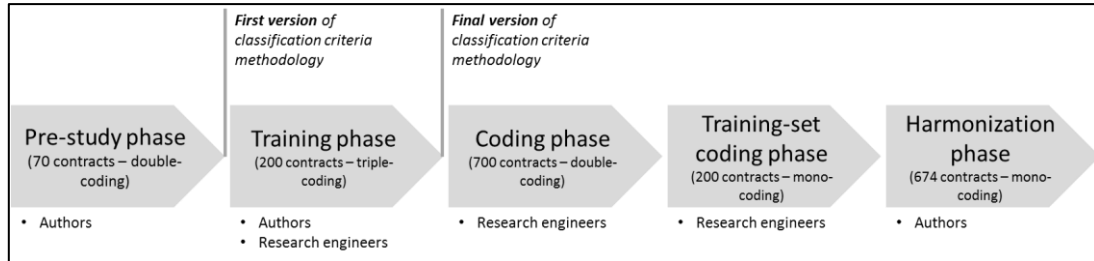 First version of
classification criteria
methodology
Final version of
classification criteria
methodology
Pre-study phase
(70 contracts – double-
coding)
Training phase
(200 contracts – triple-
coding)
Coding phase
(700 contracts – double-
coding)
Training-set
coding phase
(200 contracts – mono-
coding)
Harmonization
phase
(674 contracts – mono-
coding)
• Authors
• Authors
• Research engineers
• Research engineers
• Research engineers
• Authors